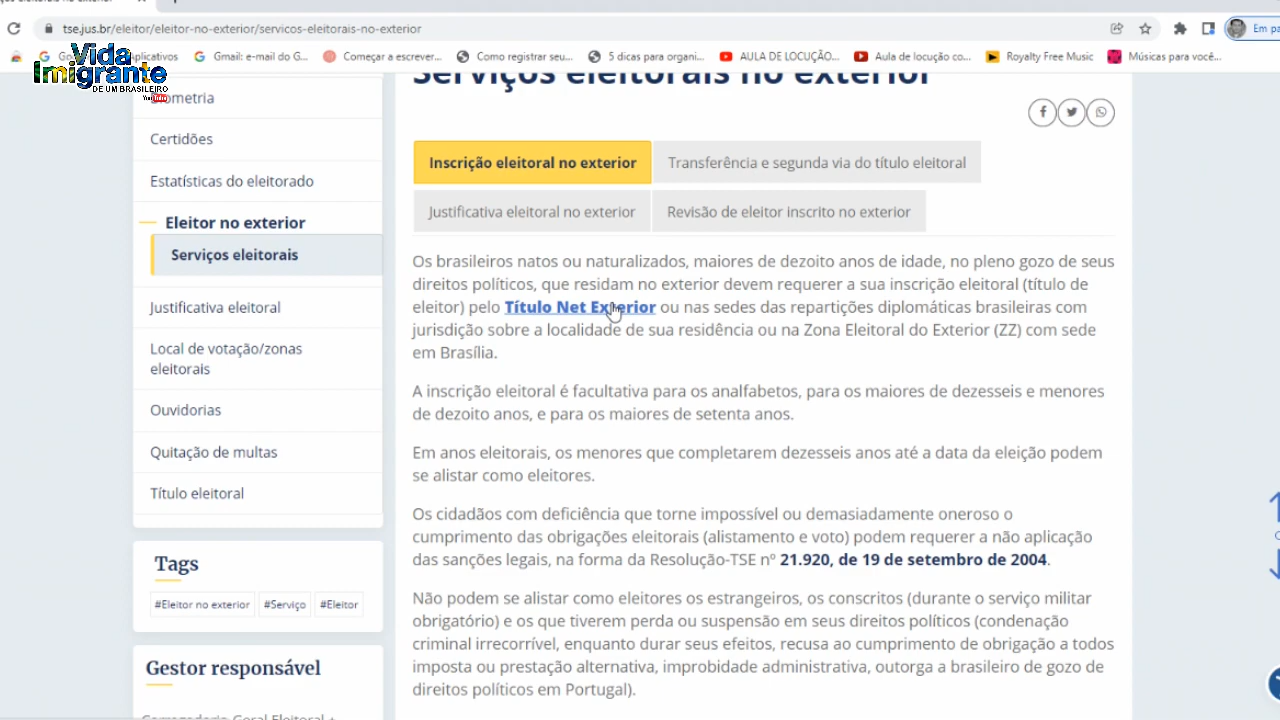 tse.jus.br/eleitor/eleitor-no-exterior/servicos-eleitorais-no-exterior
Em pa
Gmail: e-mail do G...
Começar a escrever...
Como registrar seu...
5 dicas para organi...
AULA DE LOCUÇÃO...
Aula de locução co...
Royalty Free Music
Músicas para você...
Vida
Imigrante
DE UM BRASILEIRO
YouTube
Serviços eleitorais no exterior
Certidões
Estatísticas do eleitorado
Eleitor no exterior
Serviços eleitorais
Justificativa eleitoral
Local de votação/zonas
eleitorais
Ouvidorias
Quitação de multas
Título eleitoral
Tags
#Eleitor no exterior
#Serviço
#Eleitor
Gestor responsável
Inscrição eleitoral no exterior
Transferência e segunda via do título eleitoral
Justificativa eleitoral no exterior
Revisão de eleitor inscrito no exterior
Os brasileiros natos ou naturalizados, maiores de dezoito anos de idade, no pleno gozo de seus
direitos políticos, que residam no exterior devem requerer a sua inscrição eleitoral (título de
eleitor) pelo Título Net Exterior ou nas sedes das repartições diplomáticas brasileiras com
jurisdição sobre a localidade de sua residência ou na Zona Eleitoral do Exterior (ZZ) com sede
em Brasília.
A inscrição eleitoral é facultativa para os analfabetos, para os maiores de dezesseis e menores
de dezoito anos, e para os maiores de setenta anos.
Em anos eleitorais, os menores que completarem dezesseis anos até a data da eleição podem
se alistar como eleitores.
Os cidadãos com deficiência que torne impossível ou demasiadamente oneroso o
cumprimento das obrigações eleitorais (alistamento e voto) podem requerer a não aplicação
das sanções legais, na forma da Resolução-TSE nº 21.920, de 19 de setembro de 2004.
Não podem se alistar como eleitores os estrangeiros, os conscritos (durante o serviço militar
obrigatório) e os que tiverem perda ou suspensão em seus direitos políticos (condenação
criminal irrecorrível, enquanto durar seus efeitos, recusa ao cumprimento de obrigação a todos
imposta ou prestação alternativa, improbidade administrativa, outorga a brasileiro de gozo de
direitos políticos em Portugal).